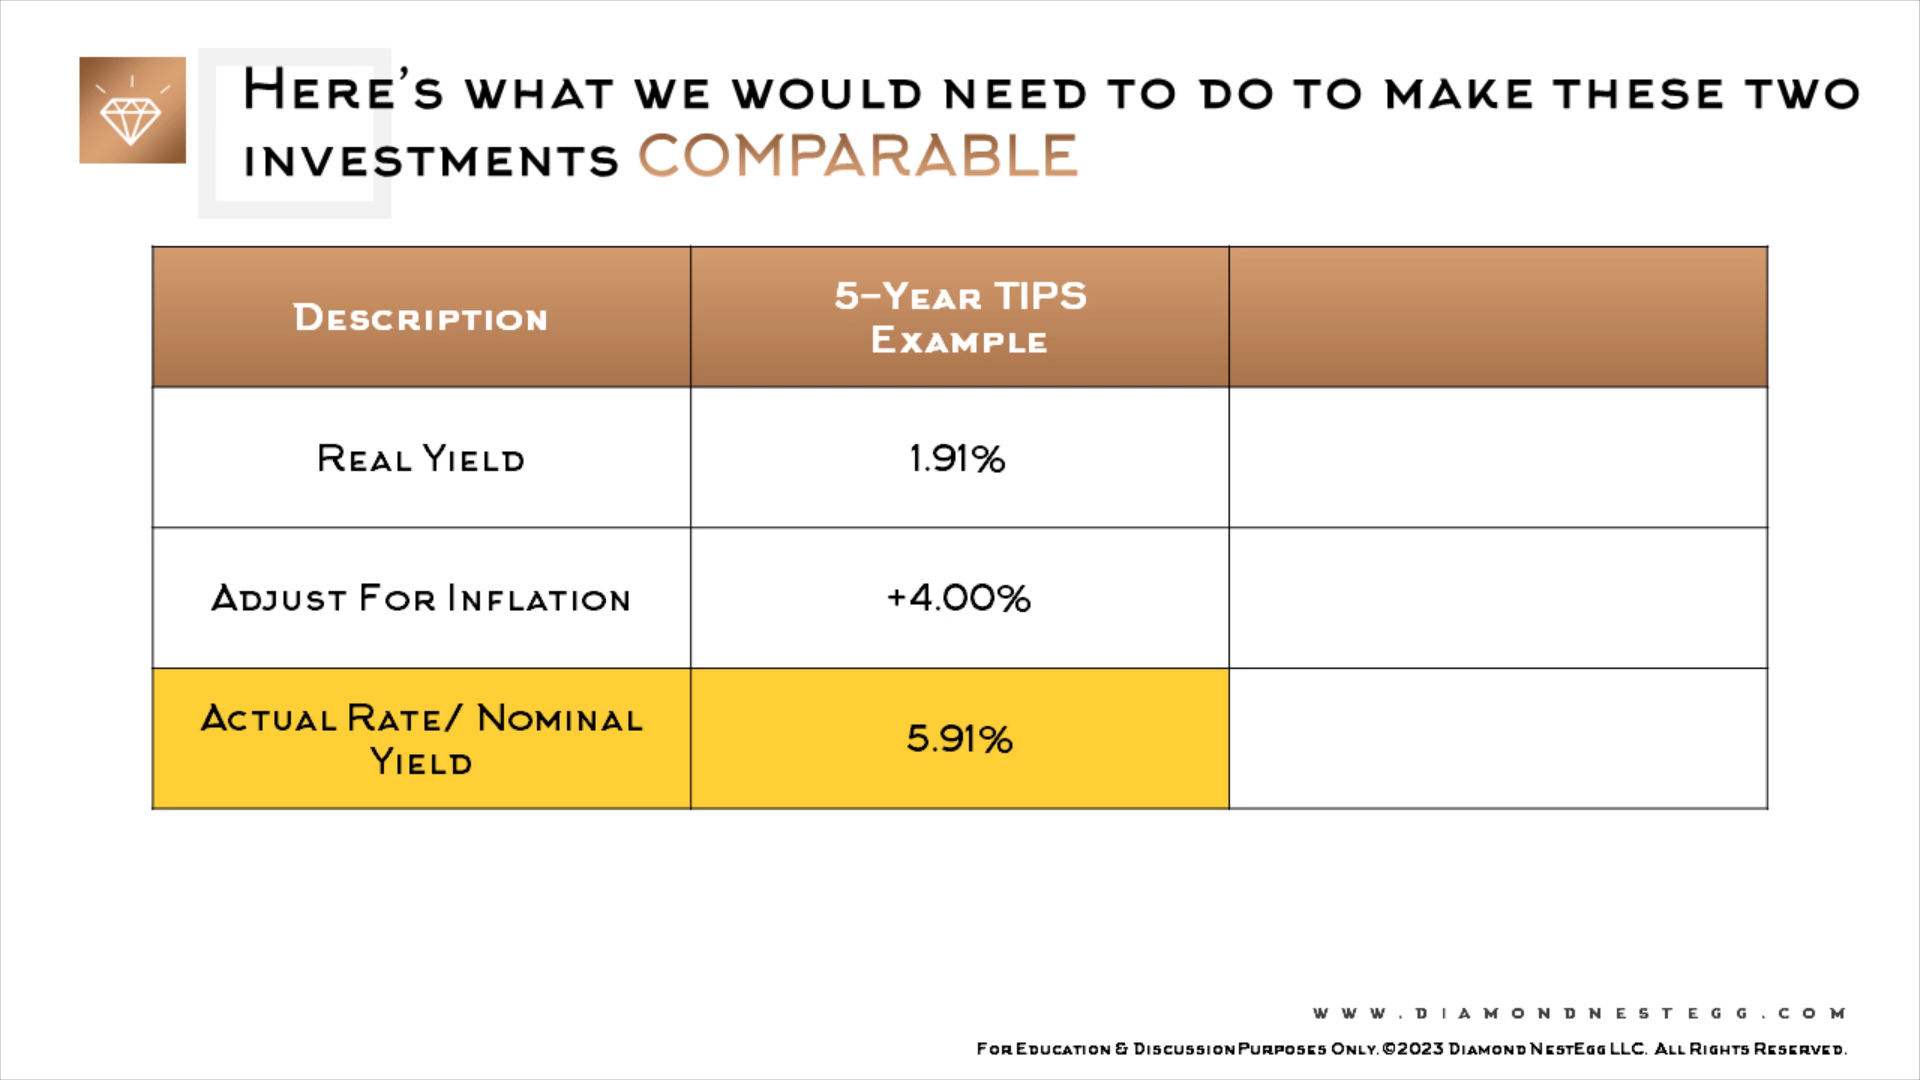 Here's what we would need to do to make these two
investments COMPARABLE
Description
5-Year TIPS
Example
Real Yield
1.91%
Adjust For Inflation
+4.00%
Actual Rate/ Nominal
Yield
5.91%
www.diamondnestegg.com
For Education & Discussion Purposes Only. ©2023 Diamond NestEgg LLC. All Rights Reserved.